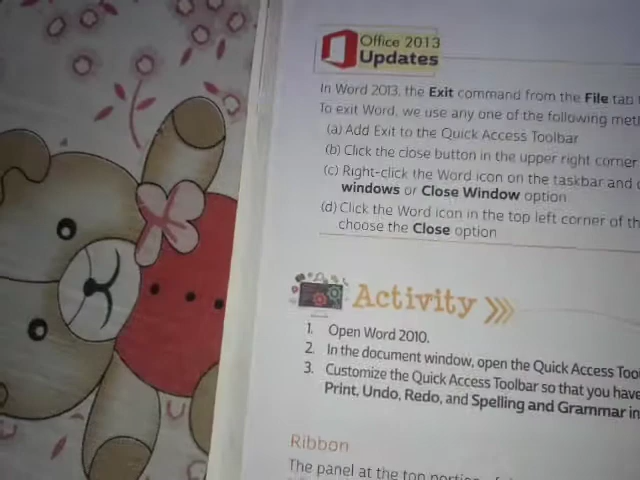 Office 2013
Updates
In Word 2013, the Exit command from the File tab
To exit Word, we use any one of the following
(a) Add Exit to the Quick Access Toolbar
(b) Click the close button in the upper right corner
(c) Right-click the Word icon on the taskbar and
windows or Close Window option
(d) Click the Word icon in the top left corner of
choose the Close option
Activity
1. Open Word 2010.
2. In the document window, open the Quick Access
3. Customize the Quick Access Toolbar so that you have
Print, Undo, Redo, and Spelling and Grammar in
Ribbon
The panel at the top portion